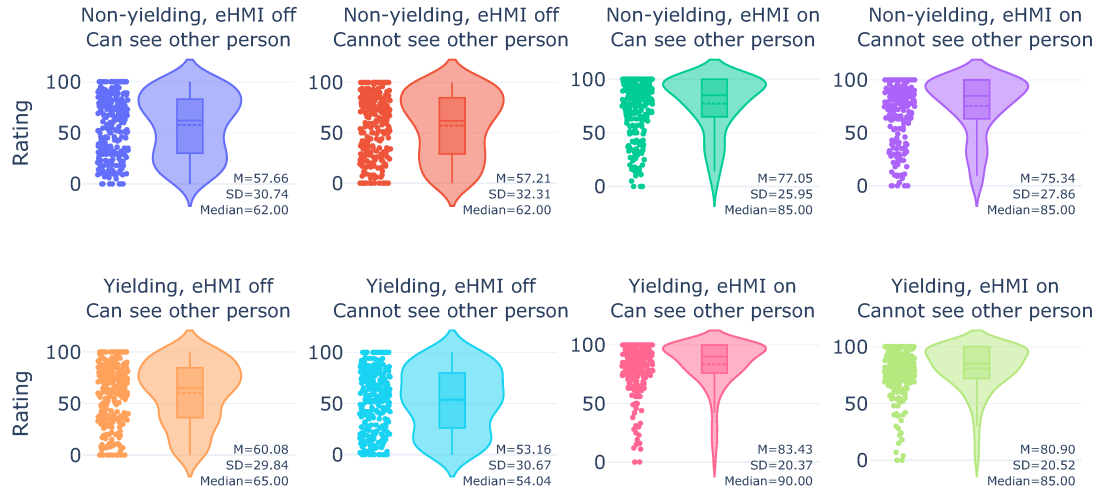 Non-yielding, eHMI off
Can see other person
Non-yielding, eHMI off
Cannot see other person
Non-yielding, eHMI on
Can see other person
Non-yielding, eHMI on
Cannot see other person
Rating
100
50
0
M=57.66
SD=30.74
Median=62.00
100
50
0
M=57.21
SD=32.31
Median=62.00
100
50
0
M=77.05
SD=25.95
Median=85.00
100
50
0
M=75.34
SD=27.86
Median=85.00
Yielding, eHMI off
Can see other person
Yielding, eHMI off
Cannot see other person
Yielding, eHMI on
Can see other person
Yielding, eHMI on
Cannot see other person
Rating
100
50
0
M=60.08
SD=29.84
Median=65.00
100
50
0
M=53.16
SD=30.67
Median=54.04
100
50
0
M=83.43
SD=20.37
Median=90.00
100
50
0
M=80.90
SD=20.52
Median=85.00